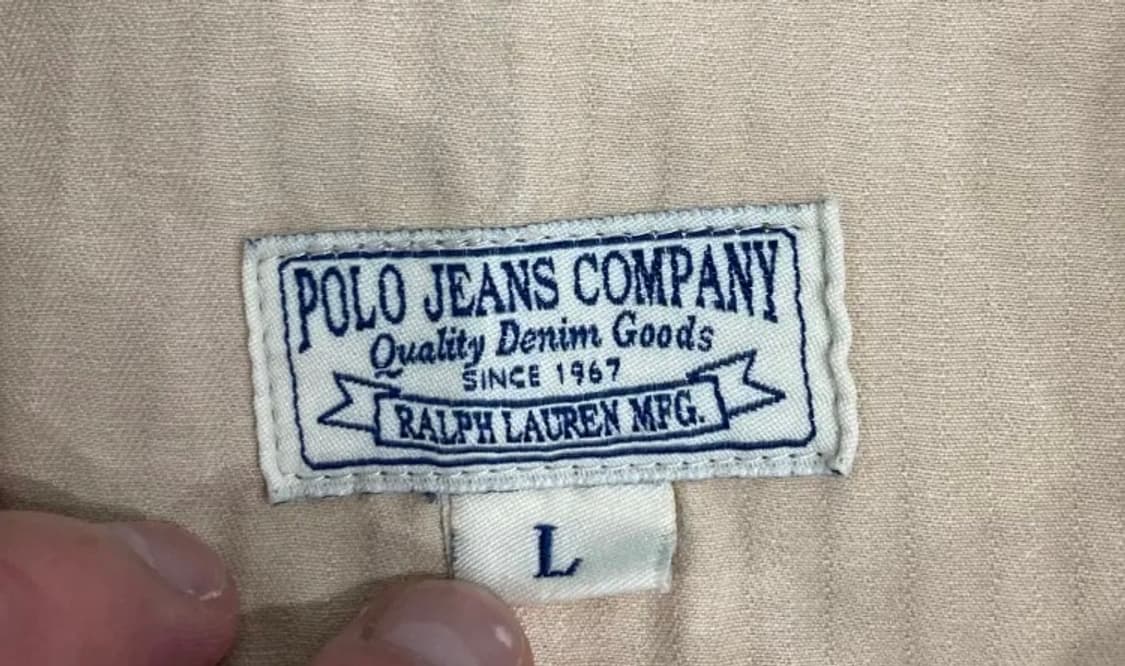 POLO JEANS COMPANY
Quality Denim Goods
SINCE 1967
RALPH LAUREN MFG.
L